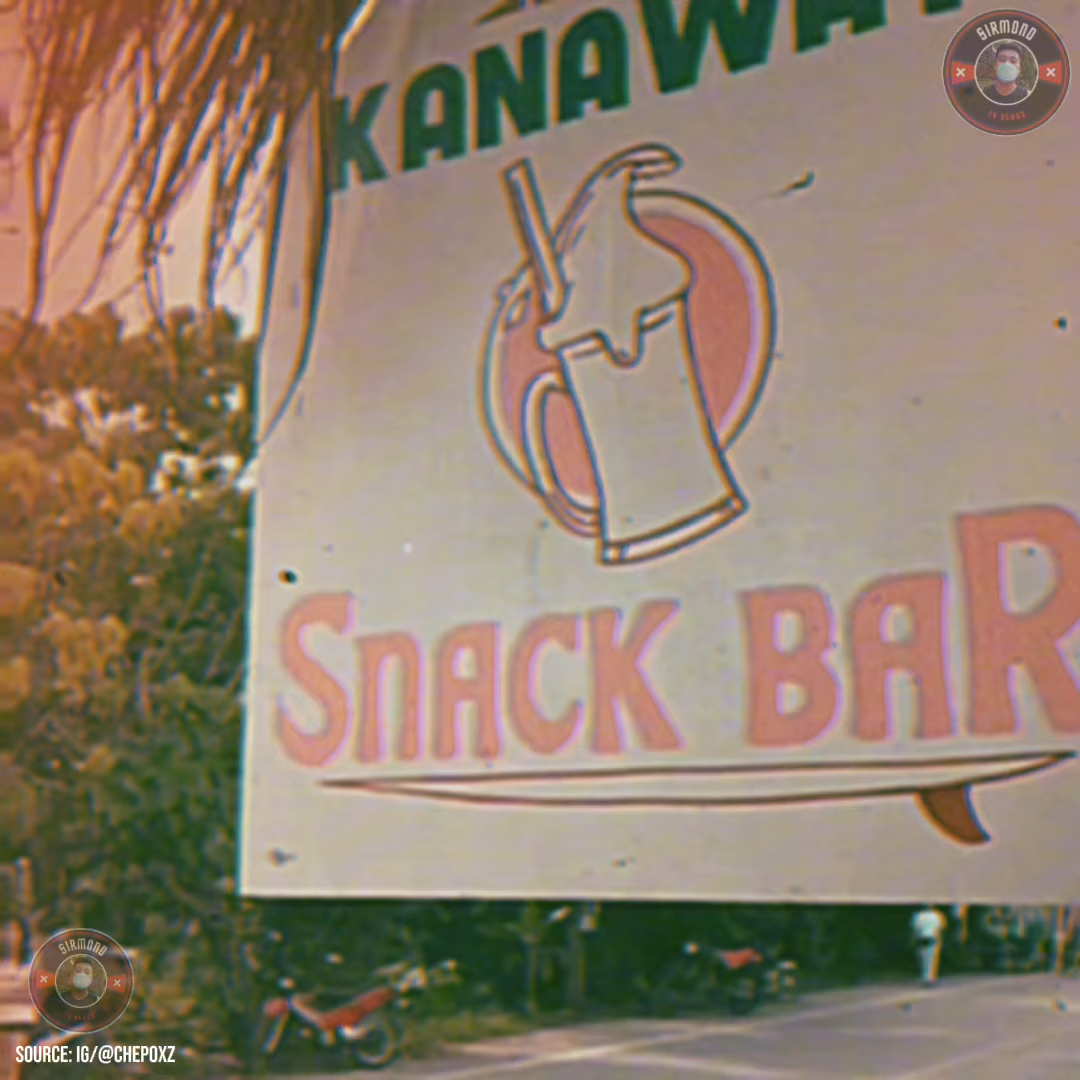 KANAWA
SIRMOND
SNACK BAR
SIRMOND
SOURCE: IG/@CHEPOXZ